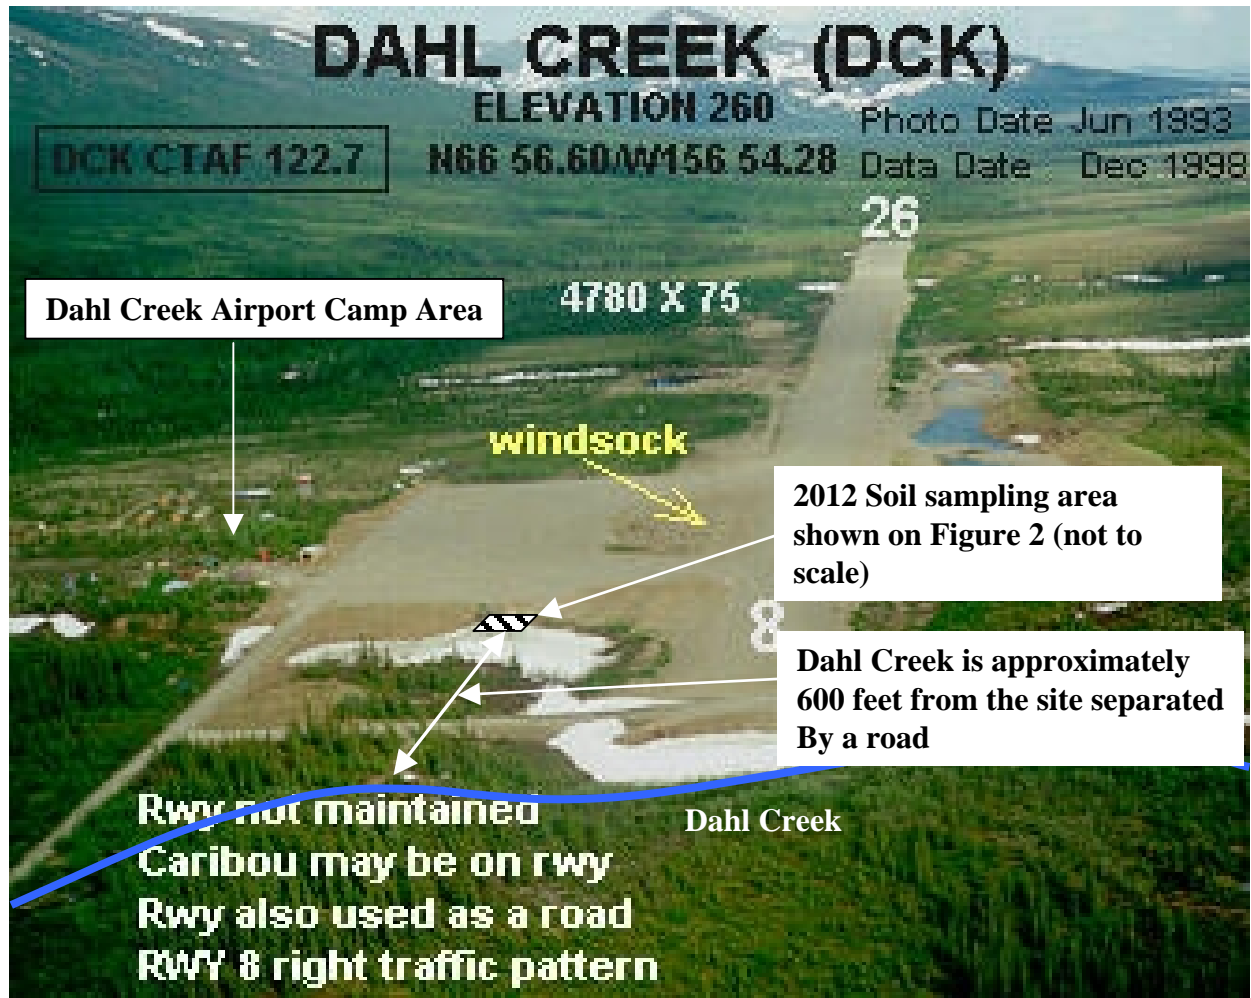 DAHL CREEK (DCK)
ELEVATION 260
Photo Date Jun 1993
DCK CTAF 122.7
N66 56.60/W156 54.28
Data Date Dec 1998
26
Dahl Creek Airport Camp Area
4780 X 75
windsock
2012 Soil sampling area
shown on Figure 2 (not to
scale)
8
Dahl Creek is approximately
600 feet from the site separated
By a road
Rwy not maintained
Dahl Creek
Caribou may be on rwy
Rwy also used as a road
RWY 8 right traffic pattern